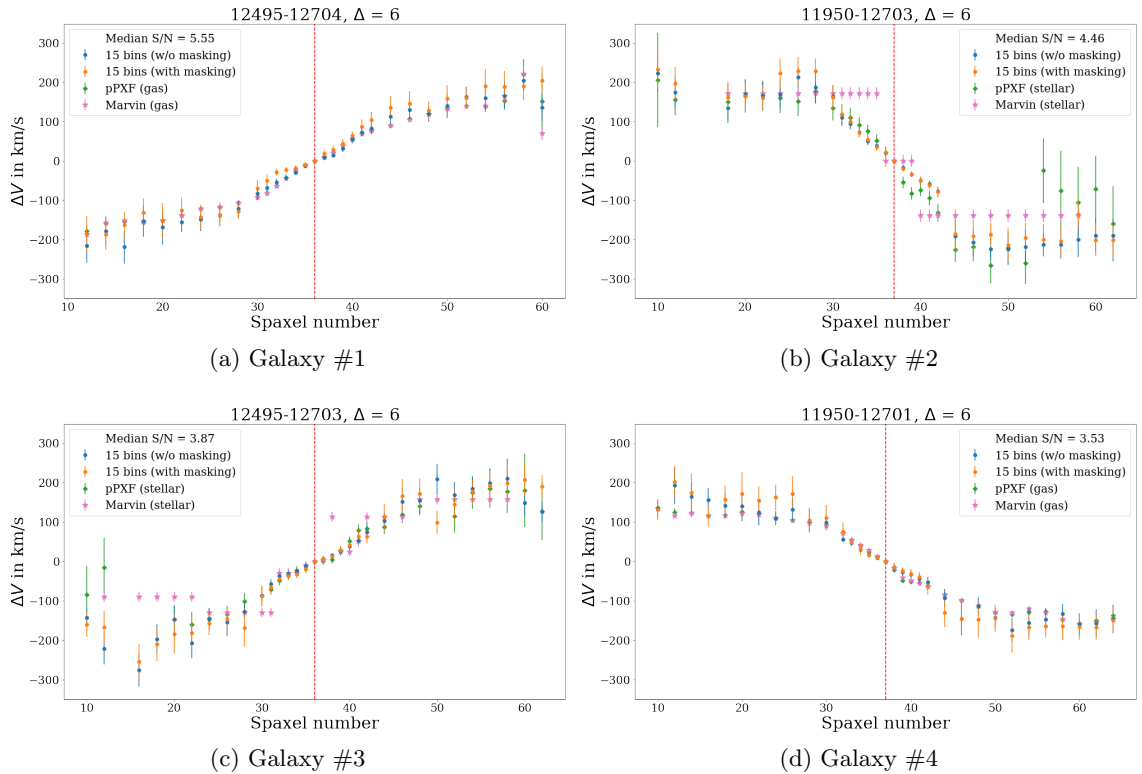 12495-12704, Δ = 6
Median S/N = 5.55
15 bins (w/o masking)
15 bins (with masking)
pPXF (gas)
Marvin (gas)
300
200
100
0
−100
−200
−300
ΔV in km/s
10 20 30 40 50 60
Spaxel number
(a) Galaxy #1
11950-12703, Δ = 6
Median S/N = 4.46
15 bins (w/o masking)
15 bins (with masking)
pPXF (stellar)
Marvin (stellar)
300
200
100
0
−100
−200
−300
ΔV in km/s
10 20 30 40 50 60
Spaxel number
(b) Galaxy #2
12495-12703, Δ = 6
Median S/N = 3.87
15 bins (w/o masking)
15 bins (with masking)
pPXF (stellar)
Marvin (stellar)
300
200
100
0
−100
−200
−300
ΔV in km/s
10 20 30 40 50 60
Spaxel number
(c) Galaxy #3
11950-12701, Δ = 6
Median S/N = 3.53
15 bins (w/o masking)
15 bins (with masking)
pPXF (gas)
Marvin (gas)
300
200
100
0
−100
−200
−300
ΔV in km/s
10 20 30 40 50 60
Spaxel number
(d) Galaxy #4